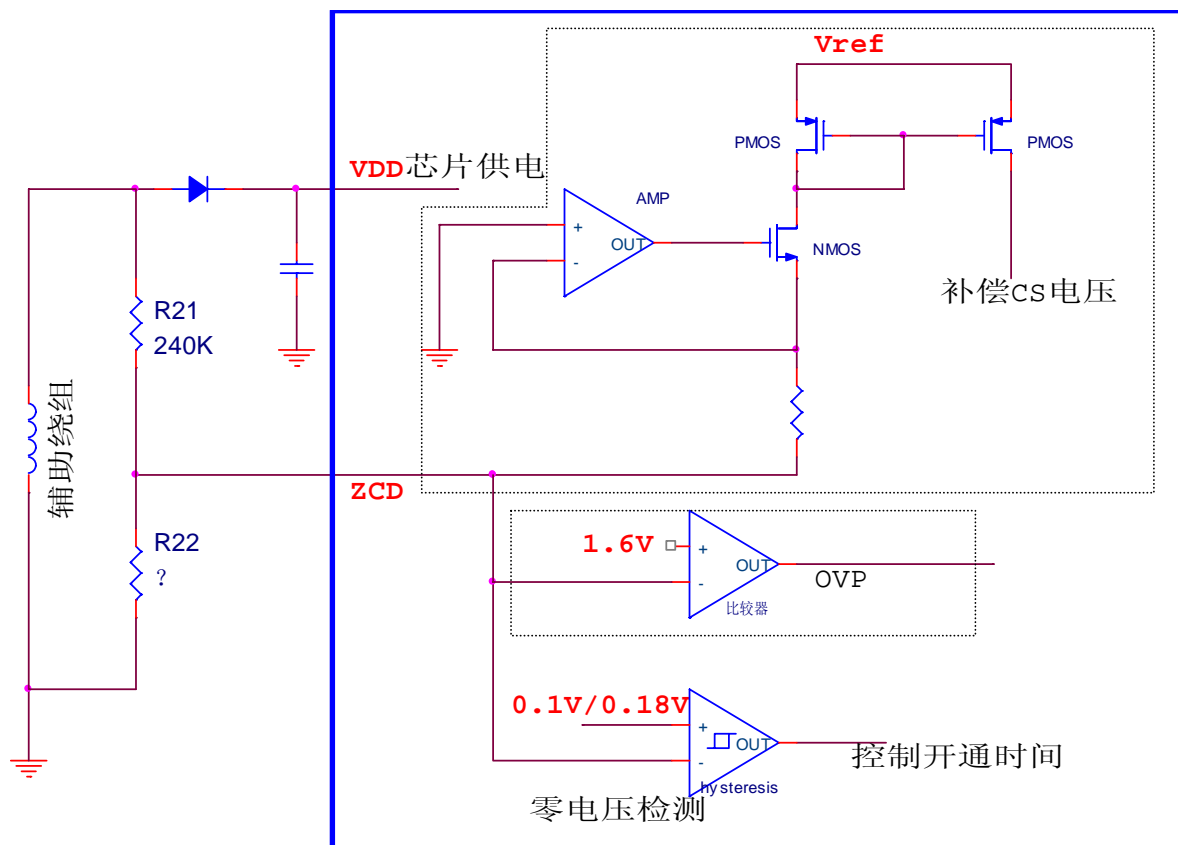 Vref
PMOS
PMOS
VDD芯片供电
AMP
+
OUT
-
NMOS
补偿CS电压
R21
240K
辅助绕组
ZCD
R22
?
1.6V
+
OUT
-
OVP
比较器
0.1V/0.18V
+
OUT
-
控制开通时间
hysteresis
零电压检测